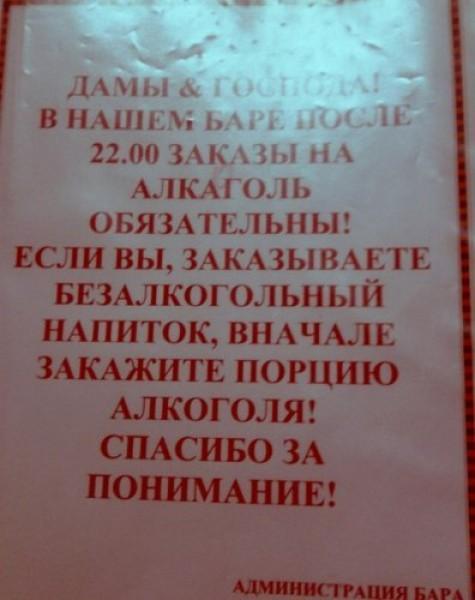 ДАМЫ & ГОСПОДА!
В НАШЕМ БАРЕ ПОСЛЕ
22.00 ЗАКАЗЫ НА
АЛКАГОЛЬ
ОБЯЗАТЕЛЬНЫ!
ЕСЛИ ВЫ, ЗАКАЗЫВАЕТЕ
БЕЗАЛКОГОЛЬНЫЙ
НАПИТОК, ВНАЧАЛЕ
ЗАКАЖИТЕ ПОРЦИЮ
АЛКОГОЛЯ!
СПАСИБО ЗА
ПОНИМАНИЕ!
АДМИНИСТРАЦИЯ БАРА